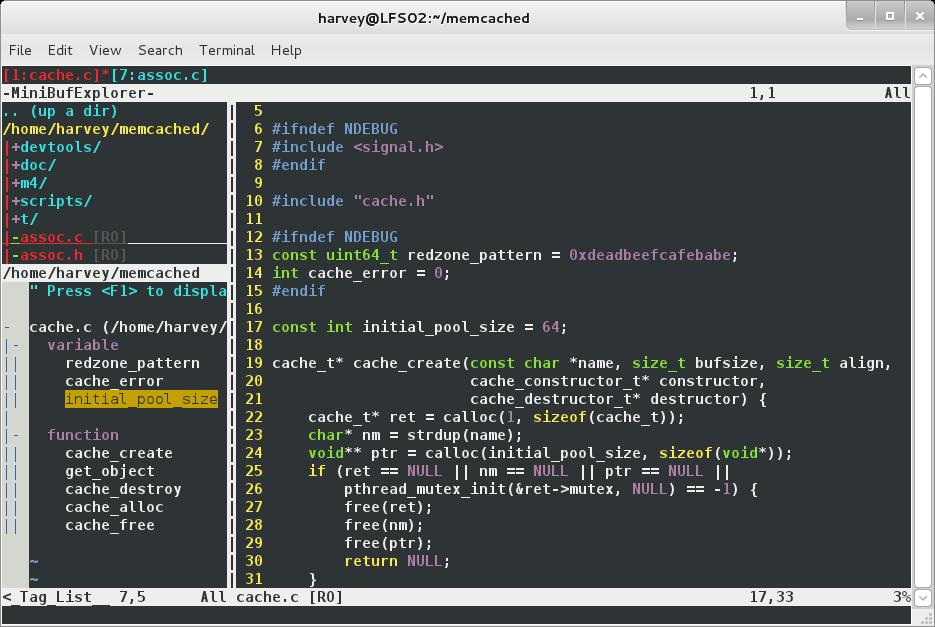 harvey@LFS02:~/memcached
File Edit View Search Terminal Help
[1:cache.c]*[7:assoc.c]
-MiniBufExplorer- 1,1 All
.. (up a dir)
/home/harvey/memcached/
|+devtools/
|+doc/
|+m4/
|+scripts/
|+t/
|-assoc.c [RO]
|-assoc.h [RO]
/home/harvey/memcached
" Press <F1> to displa
- cache.c (/home/harvey/
|- variable
|| redzone_pattern
|| cache_error
|| initial_pool_size
|
|- function
|| cache_create
|| get_object
|| cache_destroy
|| cache_alloc
|| cache_free
~
~
<_Tag_List__ 7,5 All
5
6 #ifndef NDEBUG
7 #include <signal.h>
8 #endif
9
10 #include "cache.h"
11
12 #ifndef NDEBUG
13 const uint64_t redzone_pattern = 0xdeadbeefcafebabe;
14 int cache_error = 0;
15 #endif
16
17 const int initial_pool_size = 64;
18
19 cache_t* cache_create(const char *name, size_t bufsize, size_t align,
20                       cache_constructor_t* constructor,
21                       cache_destructor_t* destructor) {
22     cache_t* ret = calloc(1, sizeof(cache_t));
23     char* nm = strdup(name);
24     void** ptr = calloc(initial_pool_size, sizeof(void*));
25     if (ret == NULL || nm == NULL || ptr == NULL ||
26         pthread_mutex_init(&ret->mutex, NULL) == -1) {
27         free(ret);
28         free(nm);
29         free(ptr);
30         return NULL;
31     }
cache.c [RO] 17,33 3%